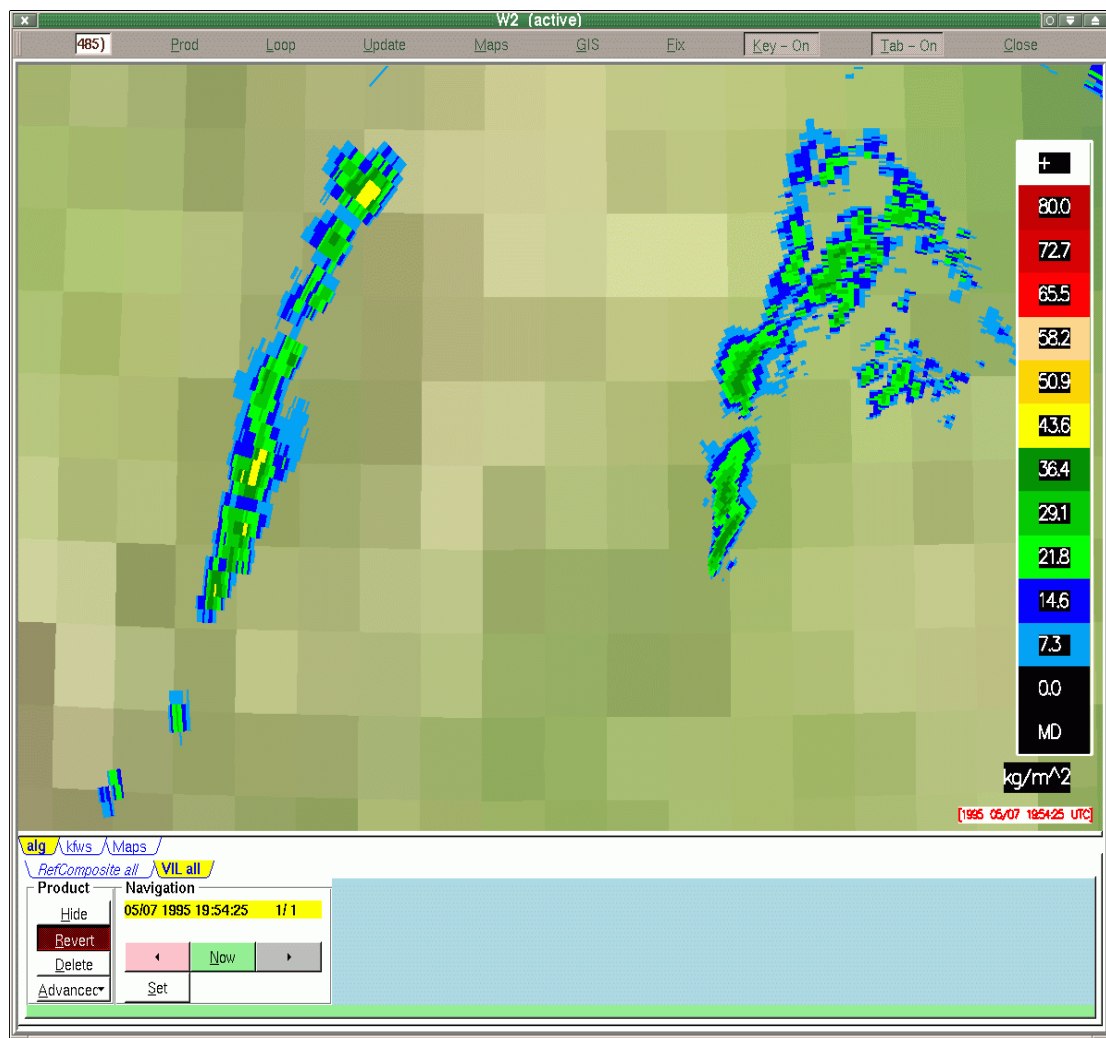 W2 (active)
485) Prod Loop Update Maps GIS Fix Key - On Tab - On Close
+
80.0
72.7
65.5
58.2
50.9
43.6
36.4
29.1
21.8
14.6
7.3
0.0
MD
kg/m^2
[1995 05/07 19:54:25 UTC]
alg kfws Maps
RefComposite all VIL all
Product Navigation
Hide 05/07 1995 19:54:25 1/ 1
Revert
Delete Now
Advancec Set